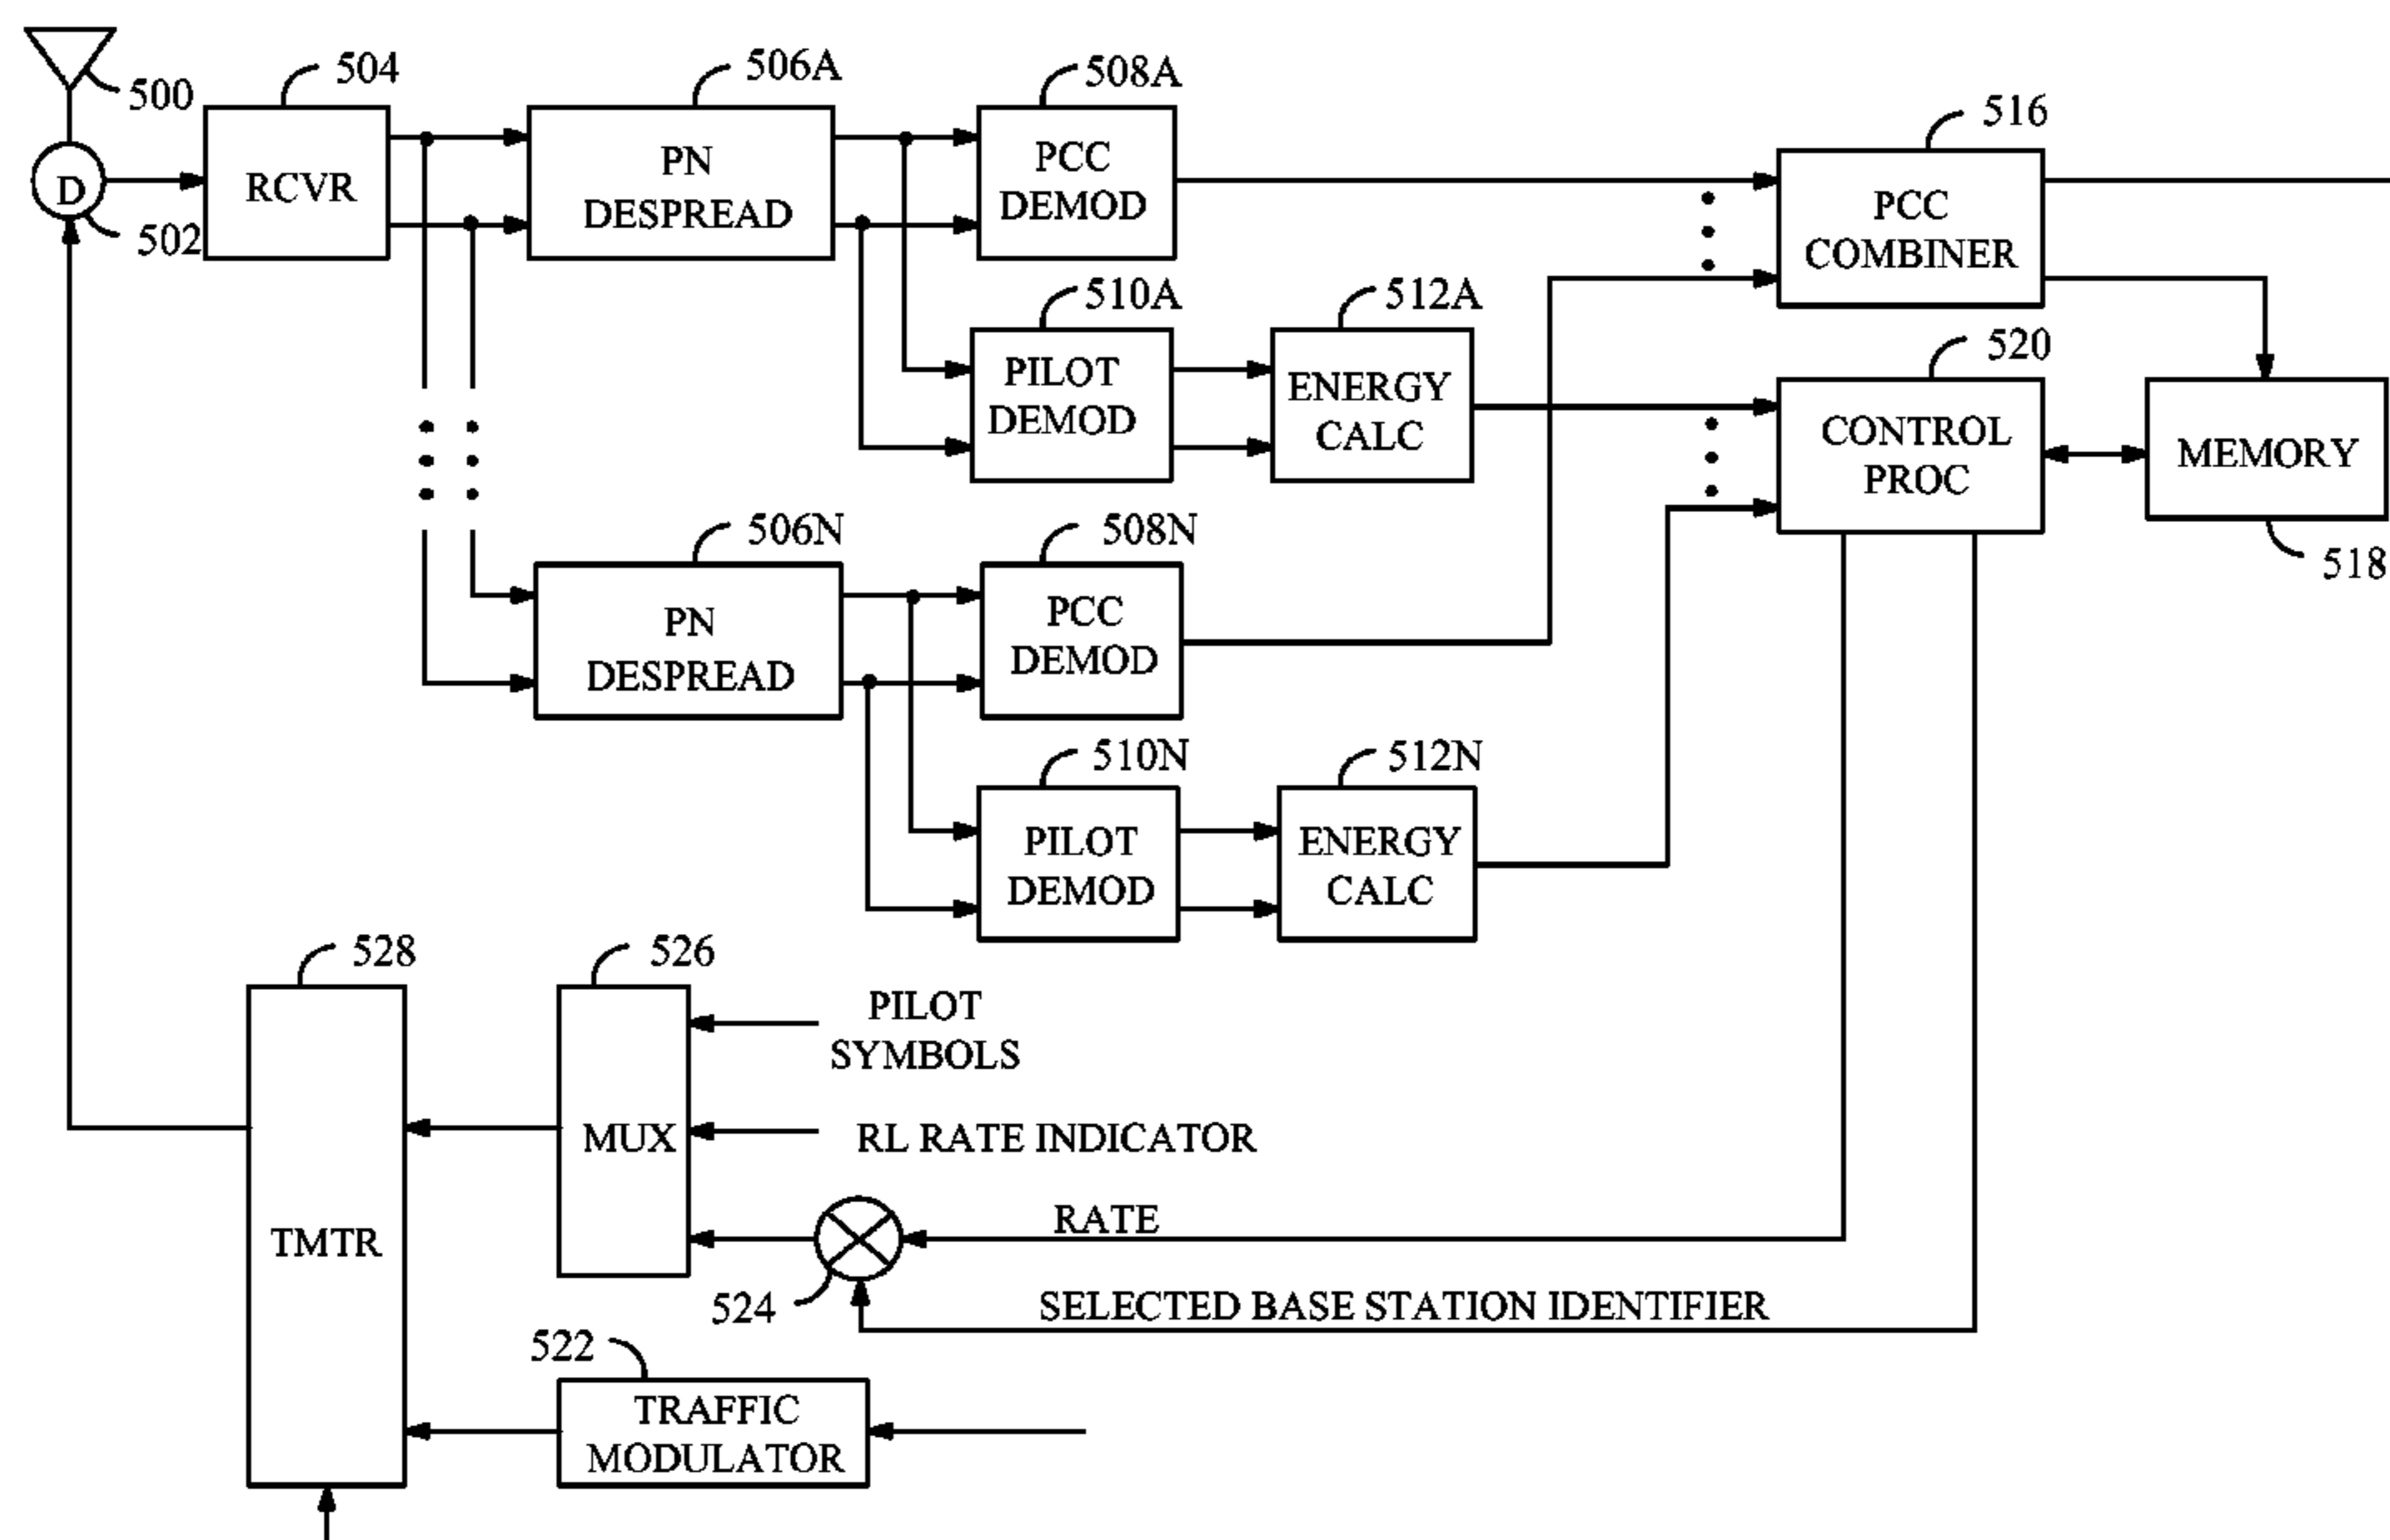 500
504
506A
508A
516
D
502
RCVR
PN
DESPREAD
PCC
DEMOD
PCC
COMBINER
510A
512A
520
PILOT
DEMOD
ENERGY
CALC
CONTROL
PROC
MEMORY
518
506N
508N
PN
DESPREAD
PCC
DEMOD
510N
512N
PILOT
DEMOD
ENERGY
CALC
528
526
PILOT
SYMBOLS
MUX
RL RATE INDICATOR
TMTR
RATE
524
SELECTED BASE STATION IDENTIFIER
522
TRAFFIC
MODULATOR